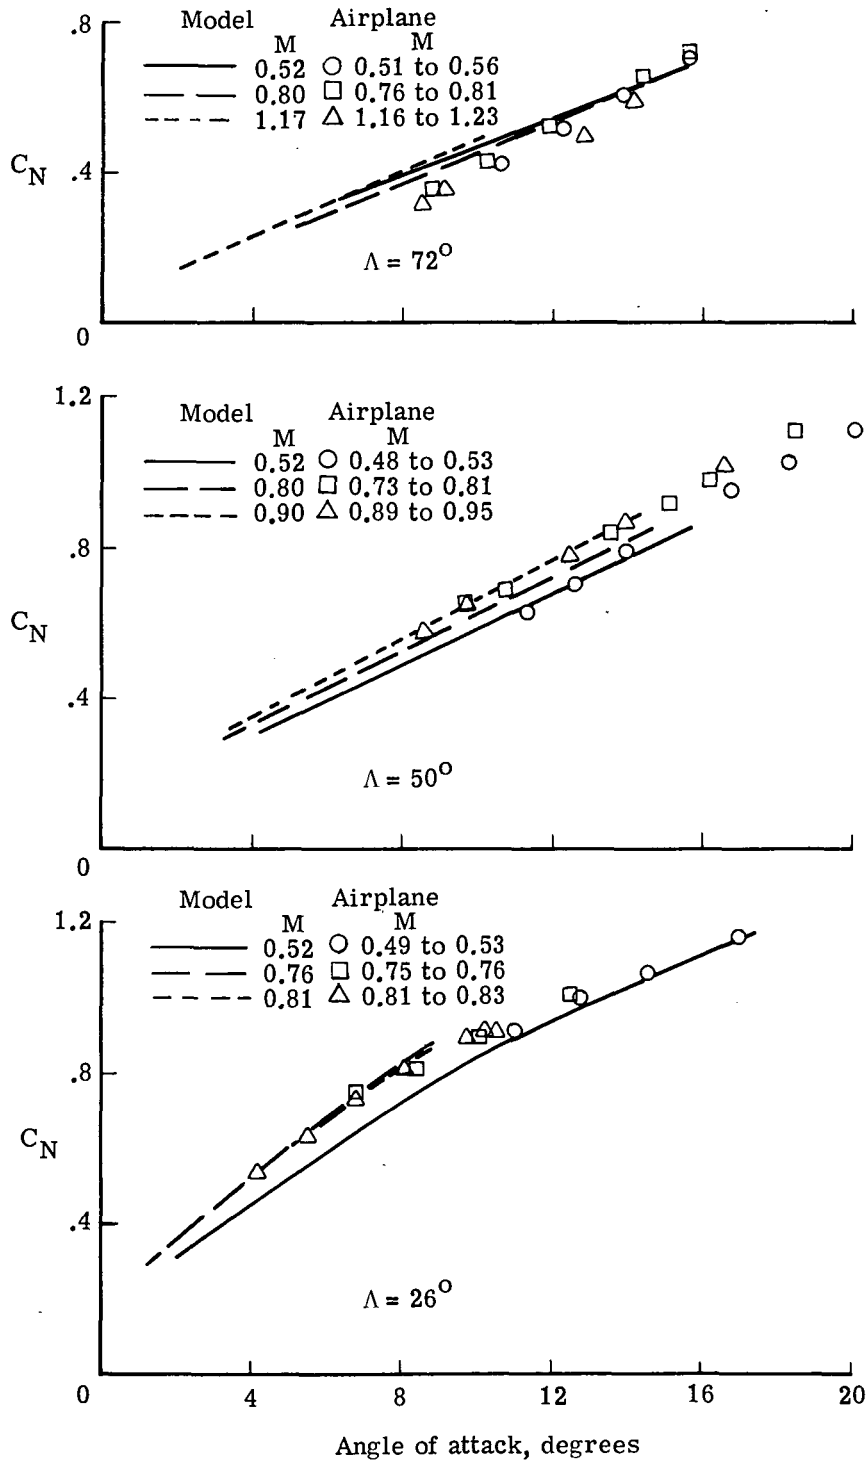 .8
Model Airplane
M M
0.52 0.51 to 0.56
0.80 0.76 to 0.81
1.17 1.16 to 1.23
C_N
.4
Λ = 72°
0
1.2
Model Airplane
M M
0.52 0.48 to 0.53
0.80 0.73 to 0.81
0.90 0.89 to 0.95
.8
C_N
.4
Λ = 50°
0
Model Airplane
1.2
M M
0.52 0.49 to 0.53
0.76 0.75 to 0.76
0.81 0.81 to 0.83
.8
C_N
.4
Λ = 26°
0 4 8 12 16 20
Angle of attack, degrees